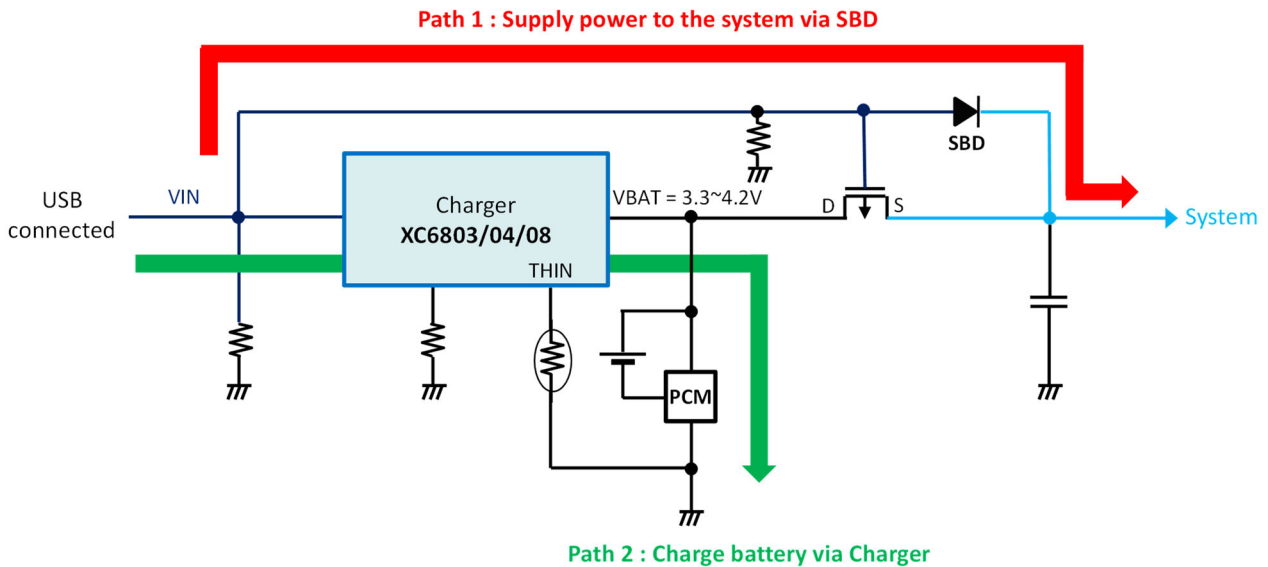 Path 1 : Supply power to the system via SBD
SBD
USB
connected
VIN
Charger
XC6803/04/08
THIN
VBAT = 3.3~4.2V
D
S
System
PCM
Path 2 : Charge battery via Charger